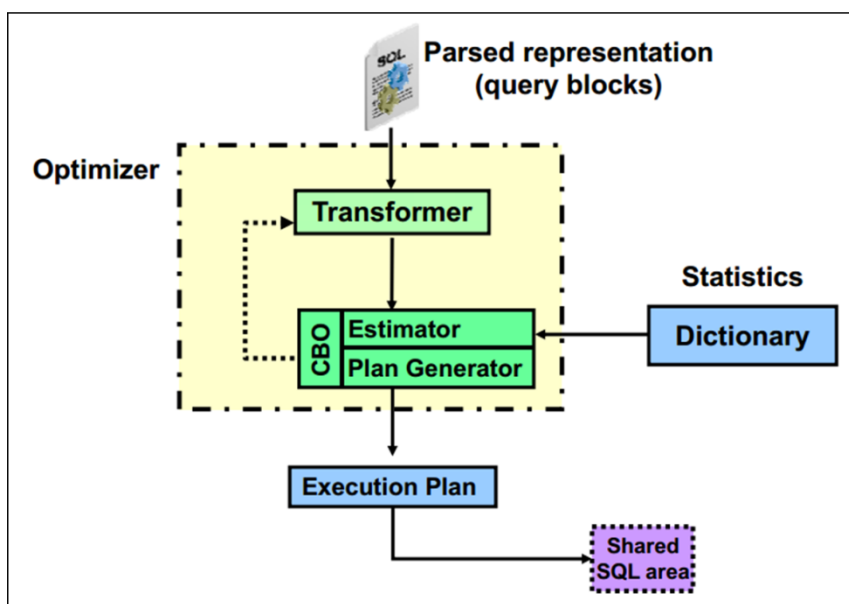 SQL
Parsed representation
(query blocks)
Optimizer
Transformer
Statistics
CBO
Estimator
Plan Generator
Dictionary
Execution Plan
Shared
SQL area